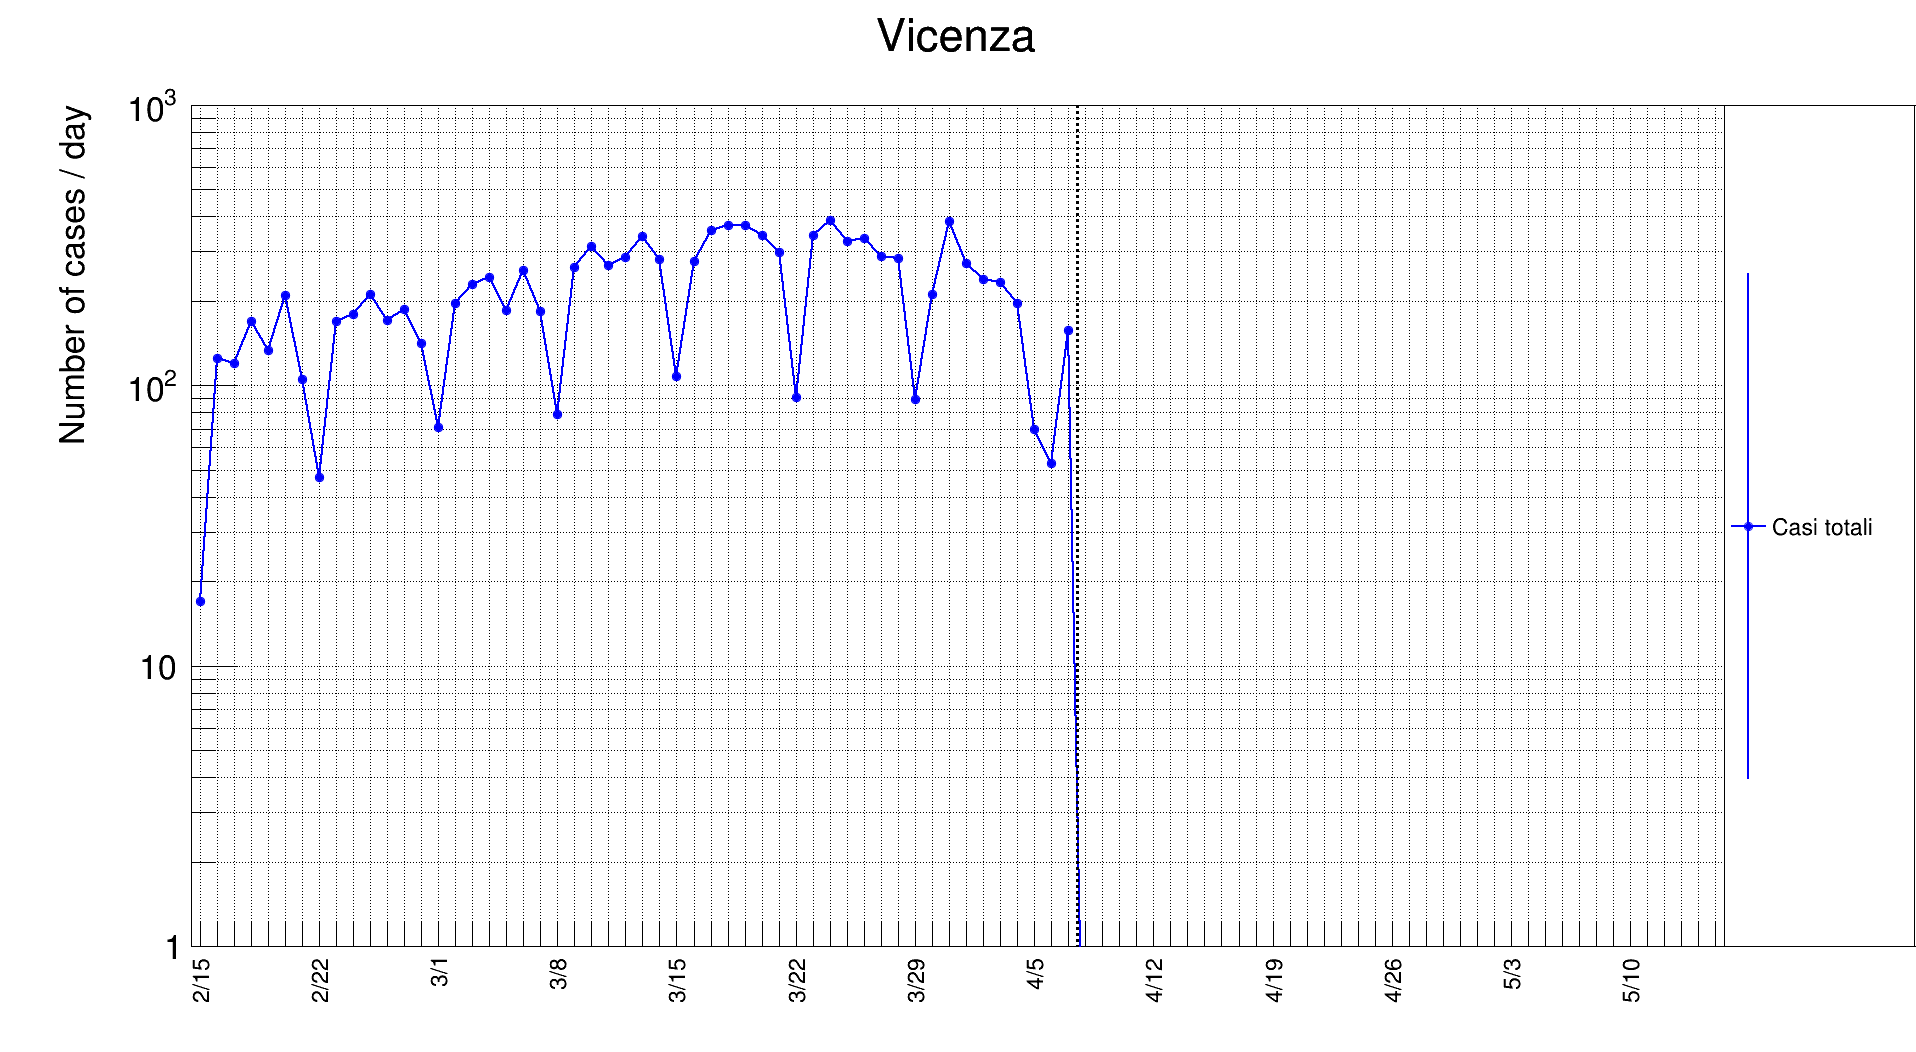 Vicenza
Number of cases / day
10³
10²
10
1
2/15 2/22 3/1 3/8 3/15 3/22 3/29 4/5 4/12 4/19 4/26 5/3 5/10
Casi totali